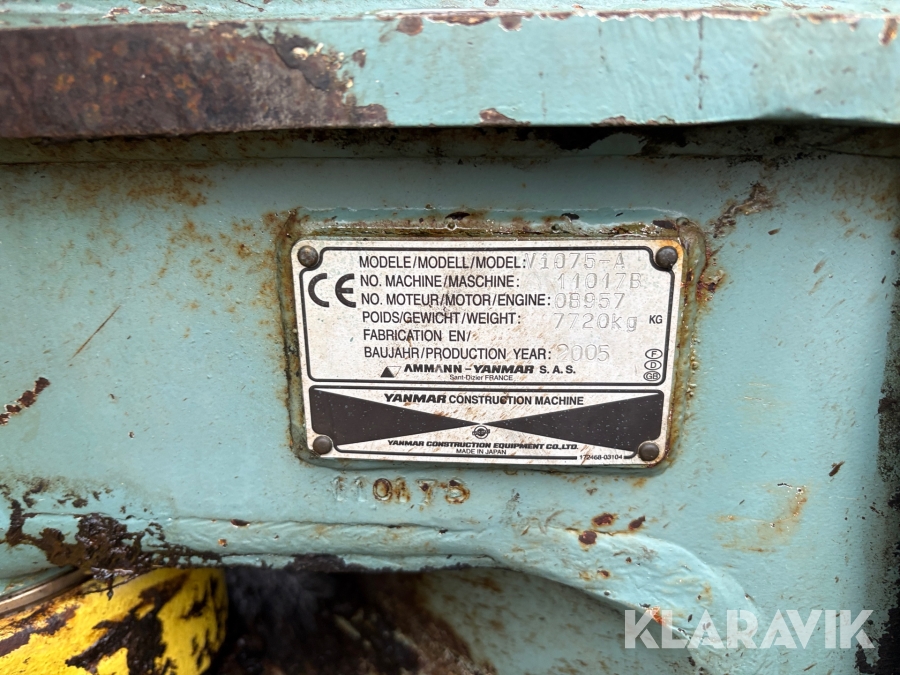 MODELE/MODELL/MODEL: V1075-A
CE NO. MACHINE/MASCHINE: 11017B
NO. MOTEUR/MOTOR/ENGINE: 0B957
POIDS/GEWICHT/WEIGHT: 7720kg KG
FABRICATION EN/
BAUJAHR/PRODUCTION YEAR: 2005
F
D
GB
AMMANN-YANMAR S.A.S.
Saint-Dizier FRANCE
YANMAR CONSTRUCTION MACHINE
YANMAR CONSTRUCTION EQUIPMENT CO.,LTD.
MADE IN JAPAN
172468-03104
KLARAVIK